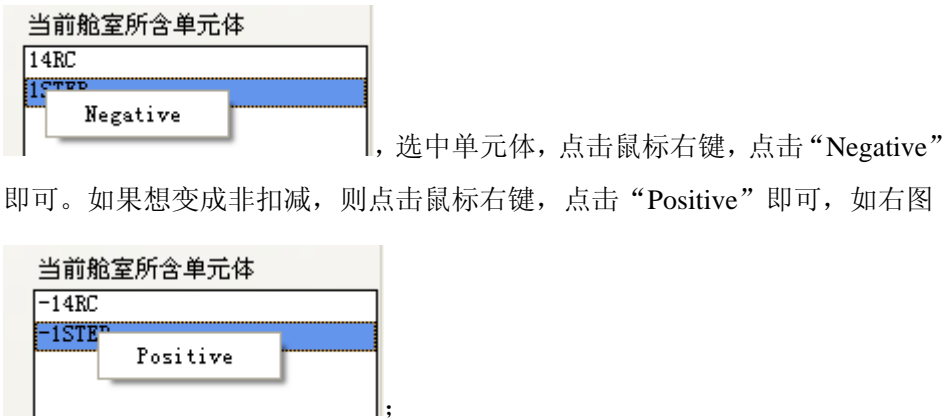 当前舱室所含单元体
14RC
1STEP
Negative
，选中单元体，点击鼠标右键，点击“Negative”
即可。如果想变成非扣减，则点击鼠标右键，点击“Positive”即可，如右图
当前舱室所含单元体
-14RC
-1STEP
Positive
；